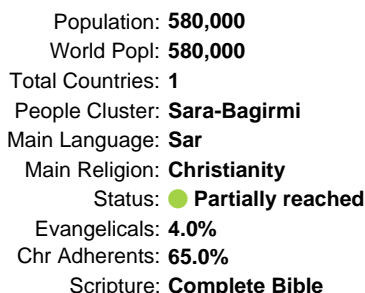 Population: 580,000
World Popl: 580,000
Total Countries: 1
People Cluster: Sara-Bagirmi
Main Language: Sar
Main Religion: Christianity
Status: Partially reached
Evangelicals: 4.0%
Chr Adherents: 65.0%
Scripture: Complete Bible